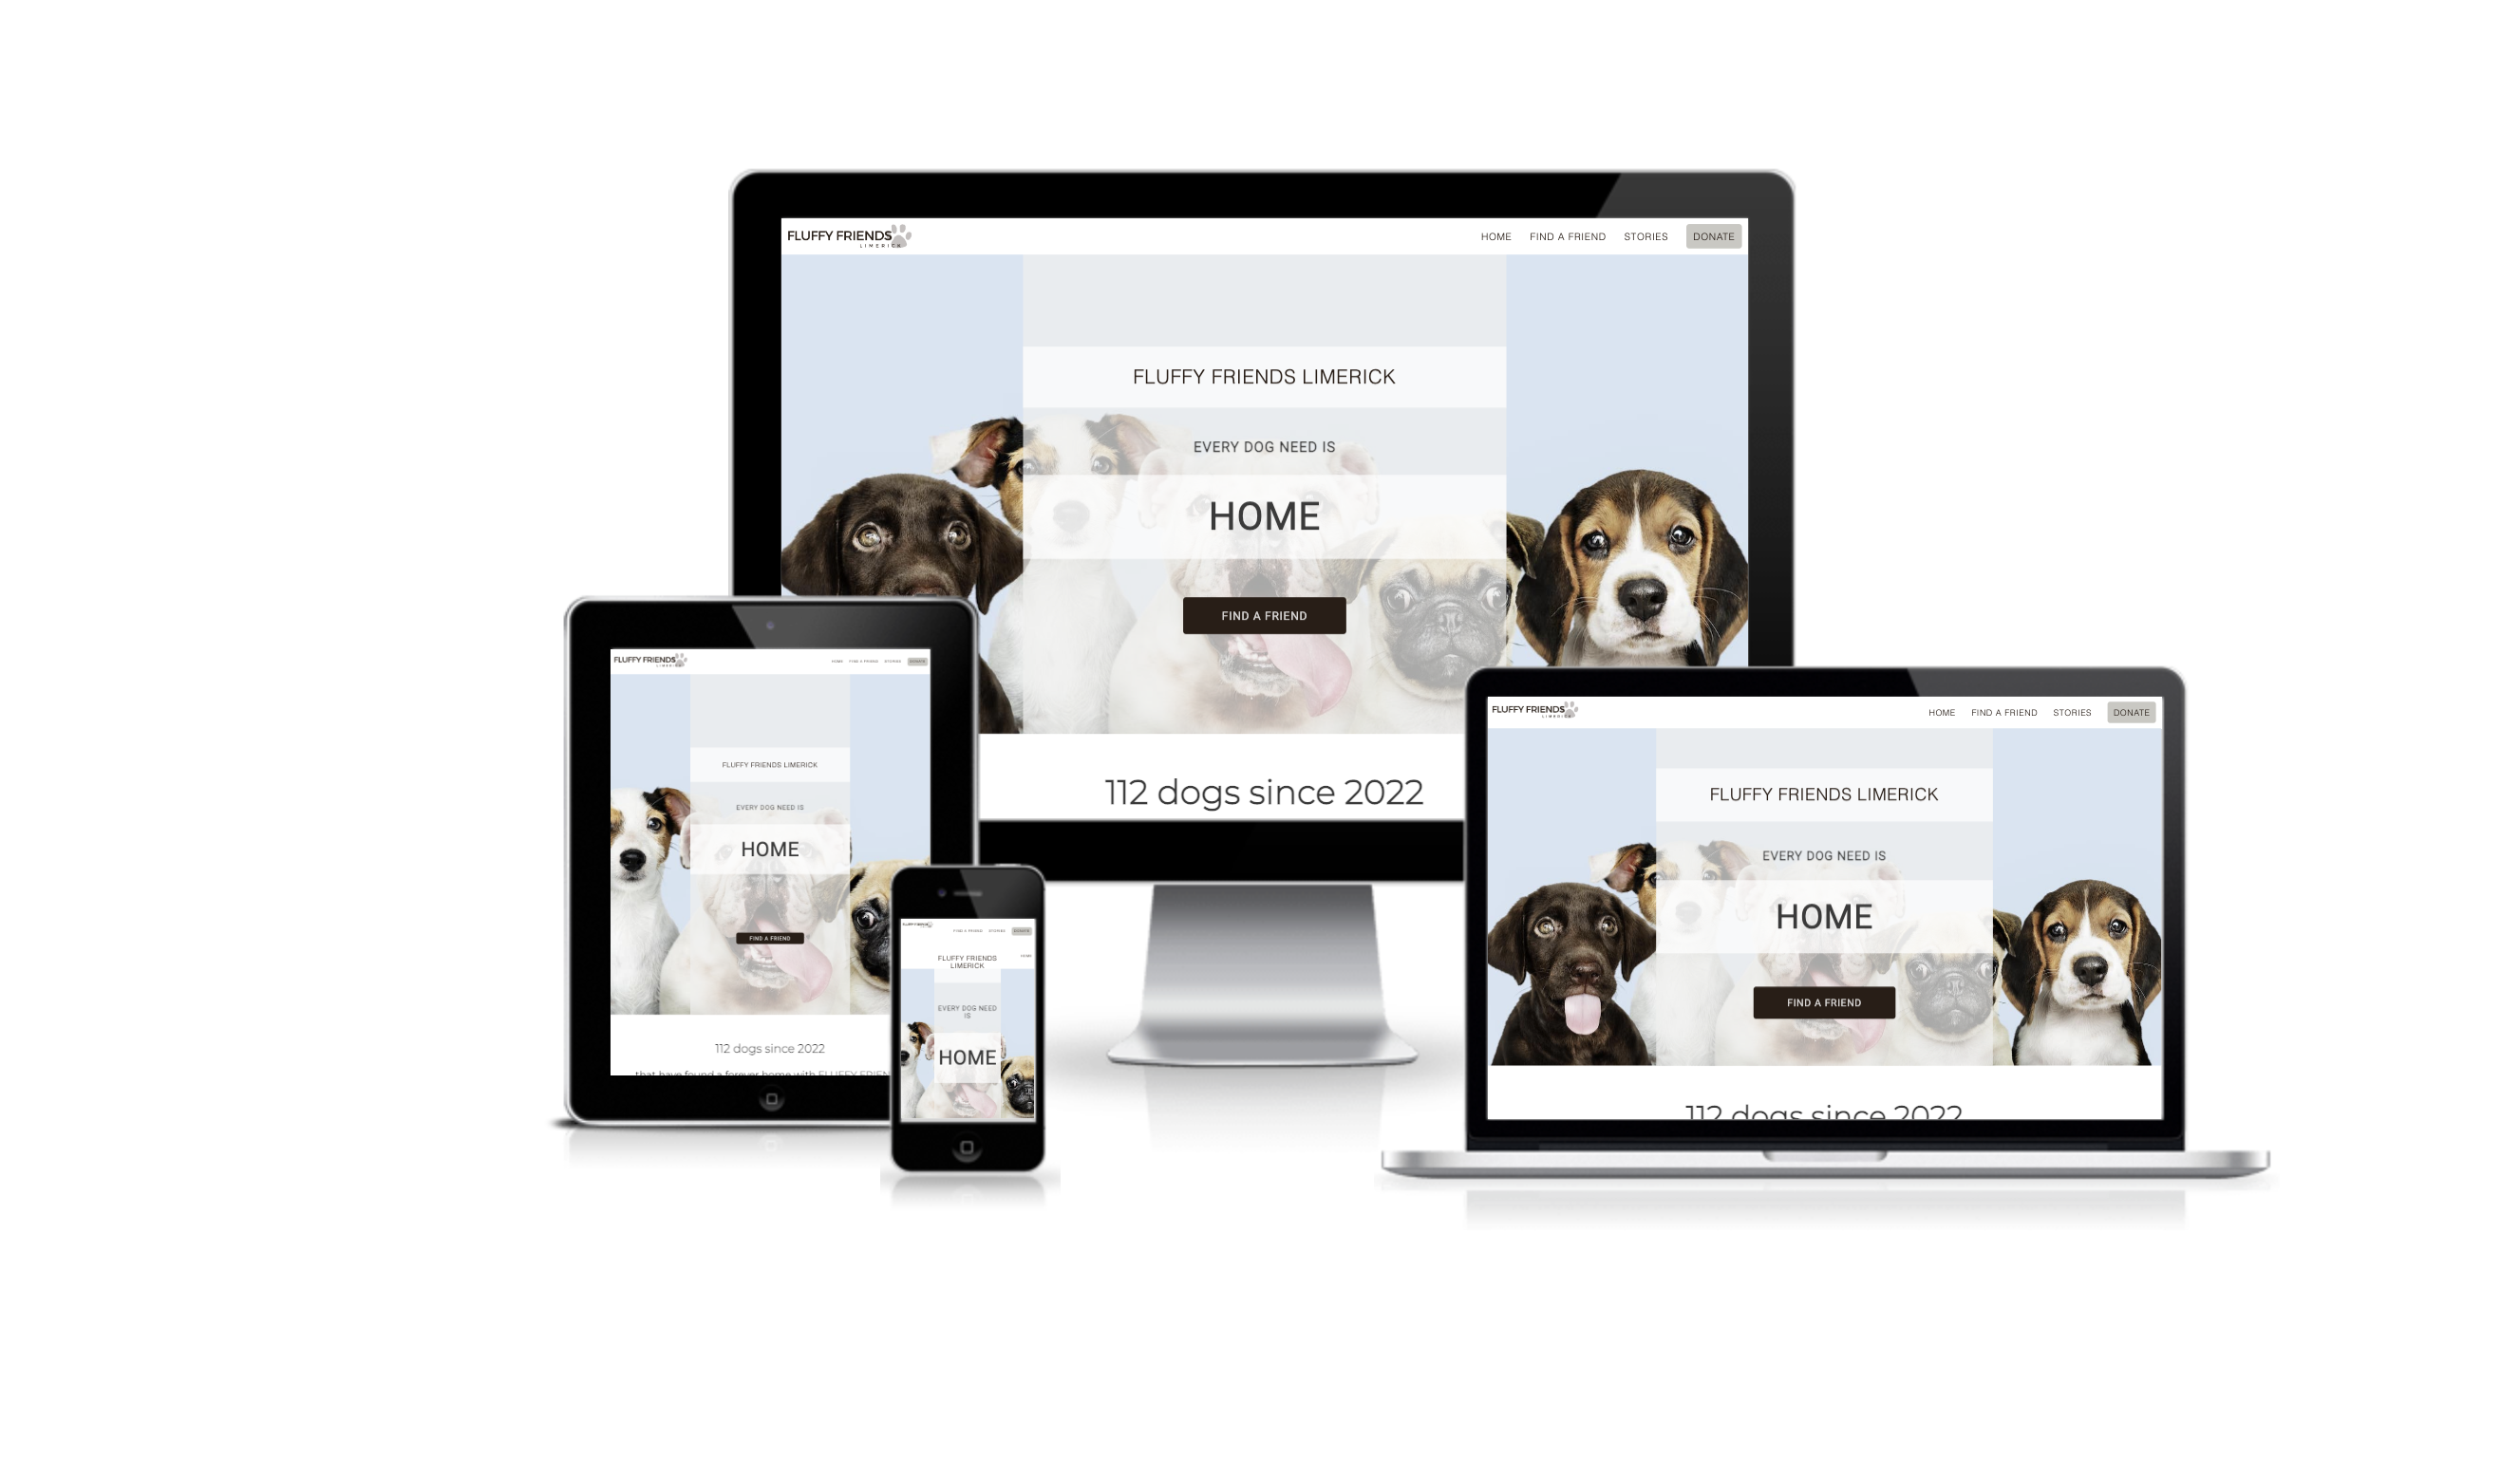 FLUFFY FRIENDS
LIMERICK
HOME FIND A FRIEND STORIES DONATE
FLUFFY FRIENDS LIMERICK
EVERY DOG NEED IS
HOME
FIND A FRIEND
112 dogs since 2022
FLUFFY FRIENDS
LIMERICK
HOME FIND A FRIEND STORIES DONATE
FLUFFY FRIENDS LIMERICK
EVERY DOG NEED IS
HOME
FIND A FRIEND
112 dogs since 2022
that have found a forever home with FLUFFY FRIEN
FIND A FRIEND STORIES DONATE
HOME
FLUFFY FRIENDS
LIMERICK
EVERY DOG NEED
IS
HOME
FLUFFY FRIENDS
LIMERICK
HOME FIND A FRIEND STORIES DONATE
FLUFFY FRIENDS LIMERICK
EVERY DOG NEED IS
HOME
FIND A FRIEND
112 dogs since 2022